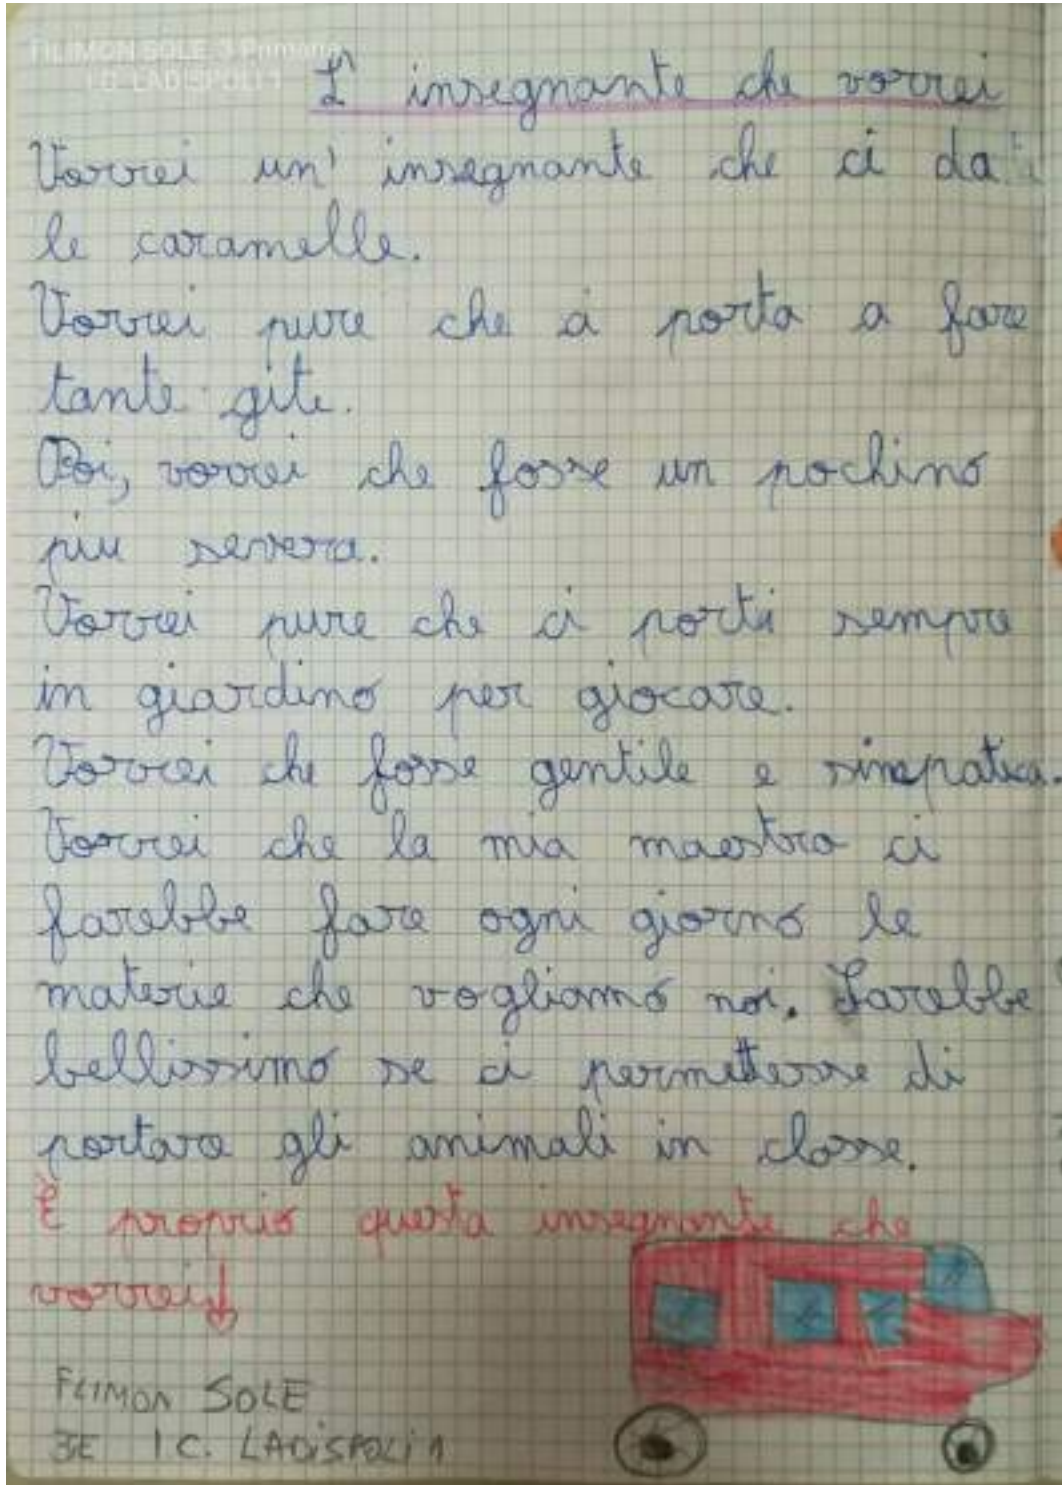 FILIMON SOLE 3 Primaria
I.C. LADISPOLI 1
L' insegnante che vorrei
Vorrei un' insegnante che ci da
le caramelle.
Vorrei pure che ci porta a fare
tante gite.
Poi, vorrei che fosse un pochino
più severa.
Vorrei pure che ci porti sempre
in giardino per giocare.
Vorrei che fosse gentile e simpatica.
Vorrei che la mia maestra ci
farebbe fare ogni giorno le
materie che vogliamo noi. Sarebbe
bellissimo se ci permettesse di
portare gli animali in classe.
È proprio questa insegnante che
vorrei
FLIMON SOLE
3E I C. LADiSPOLi 1